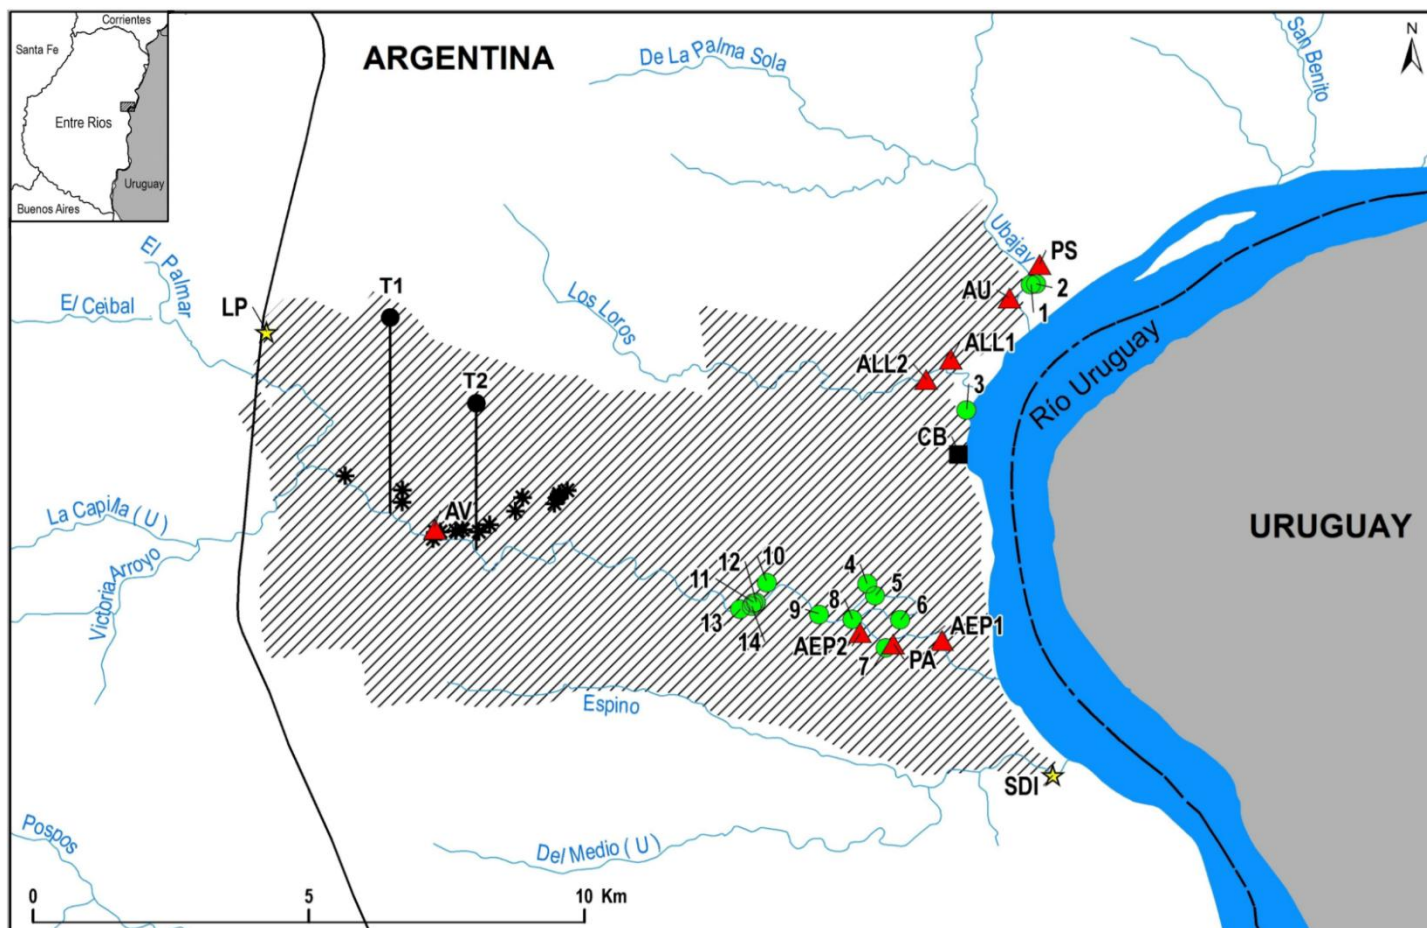 Corrientes
Santa Fe
Entre Rios
Uruguay
Buenos Aires
ARGENTINA
De La Palma Sola
San Benito
N
El Palmar
El Ceibal
LP
T1
T2
Los Loros
Ubajay
PS
2
1
AU
ALL1
ALL2
3
CB
Río Uruguay
URUGUAY
La Capilla ( U )
Victoria Arroyo
AV
10
12
11
13
14
9
8
4
5
6
AEP2
7
PA
AEP1
Espino
SDI
Del Medio ( U )
Pospos
0 5 10 Km